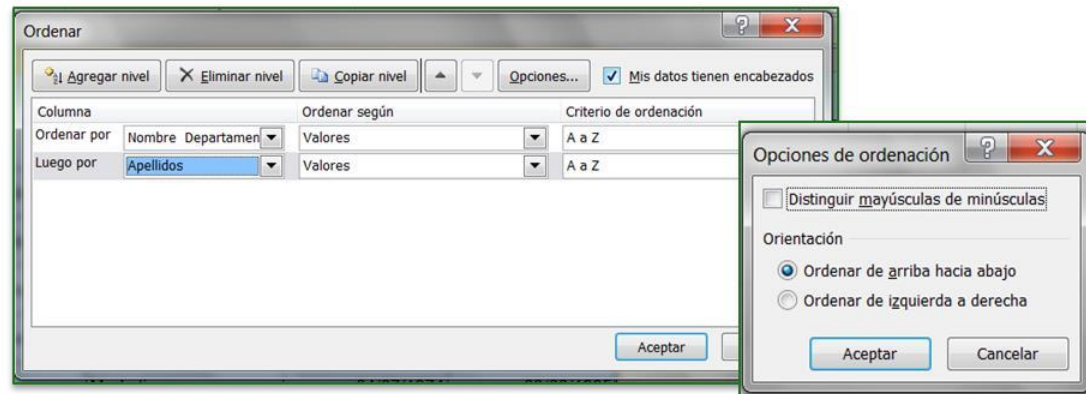 Ordenar
Agregar nivel Eliminar nivel Copiar nivel Opciones... Mis datos tienen encabezados
Columna Ordenar según Criterio de ordenación
Ordenar por Nombre Departamen Valores A a Z
Luego por Apellidos Valores A a Z
Aceptar
Opciones de ordenación
Distinguir mayúsculas de minúsculas
Orientación
Ordenar de arriba hacia abajo
Ordenar de izquierda a derecha
Aceptar Cancelar